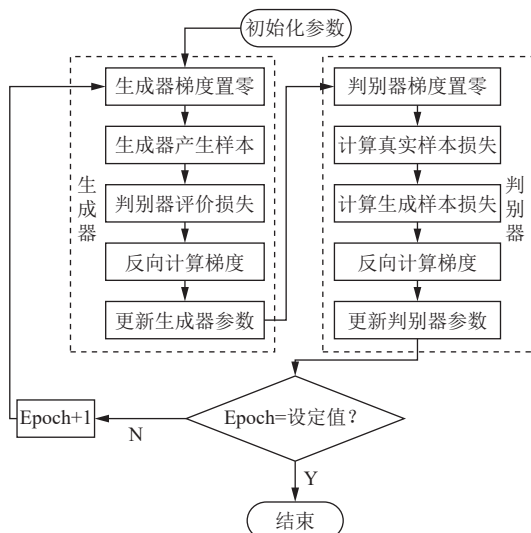 初始化参数
生成器
生成器梯度置零
生成器产生样本
判别器评价损失
反向计算梯度
更新生成器参数
判别器梯度置零
计算真实样本损失
计算生成样本损失
反向计算梯度
更新判别器参数
判别器
Epoch=设定值？
N
Epoch+1
Y
结束